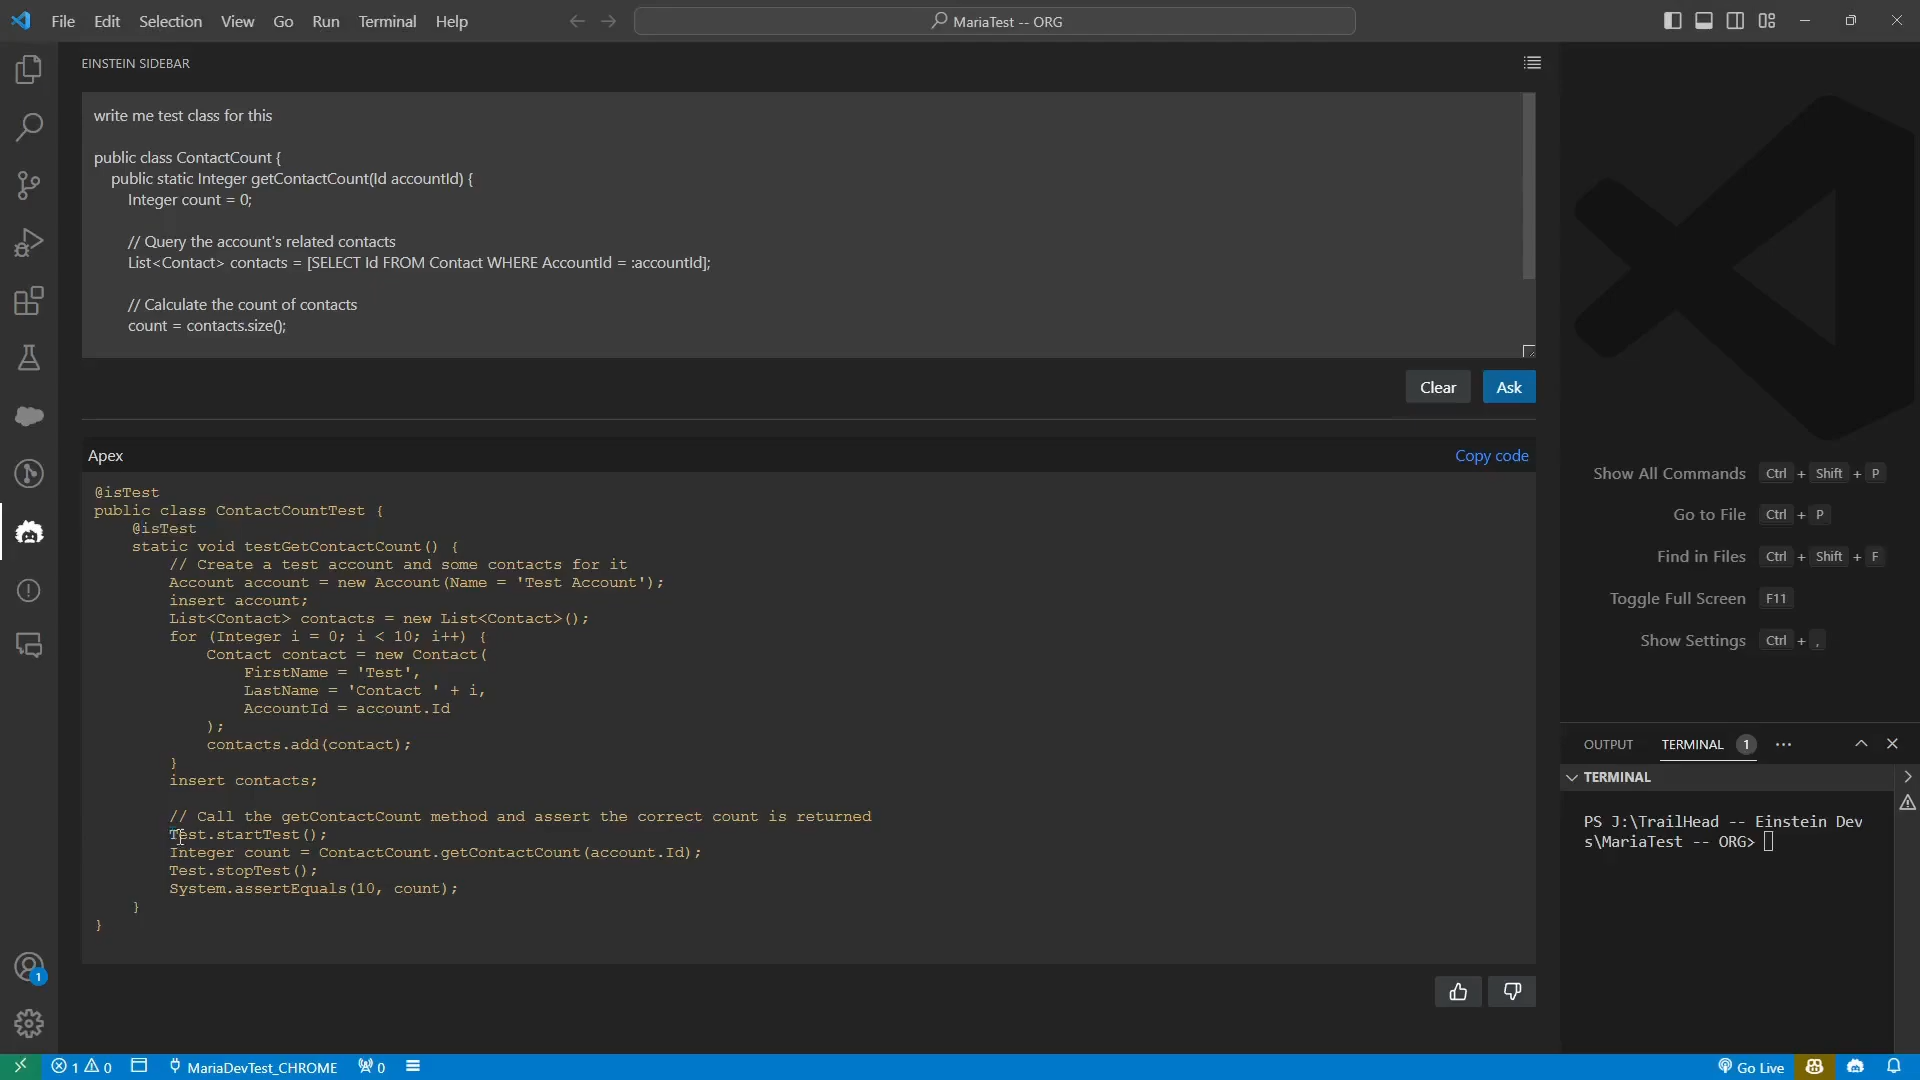 File Edit Selection View Go Run Terminal Help
MariaTest -- ORG
EINSTEIN SIDEBAR
write me test class for this
public class ContactCount {
public static Integer getContactCount(Id accountId) {
Integer count = 0;
// Query the account's related contacts
List<Contact> contacts = [SELECT Id FROM Contact WHERE AccountId = :accountId];
// Calculate the count of contacts
count = contacts.size();
Clear Ask
Apex Copy code
@isTest
public class ContactCountTest {
@isTest
static void testGetContactCount() {
// Create a test account and some contacts for it
Account account = new Account(Name = 'Test Account');
insert account;
List<Contact> contacts = new List<Contact>();
for (Integer i = 0; i < 10; i++) {
Contact contact = new Contact(
FirstName = 'Test',
LastName = 'Contact ' + i,
AccountId = account.Id
);
contacts.add(contact);
}
insert contacts;
// Call the getContactCount method and assert the correct count is returned
Test.startTest();
Integer count = ContactCount.getContactCount(account.Id);
Test.stopTest();
System.assertEquals(10, count);
}
}
Show All Commands Ctrl + Shift + P
Go to File Ctrl + P
Find in Files Ctrl + Shift + F
Toggle Full Screen F11
Show Settings Ctrl + ,
OUTPUT TERMINAL 1
TERMINAL
PS J:\TrailHead -- Einstein Dev
s\MariaTest -- ORG>
1
1 0 MariaDevTest_CHROME 0 Go Live